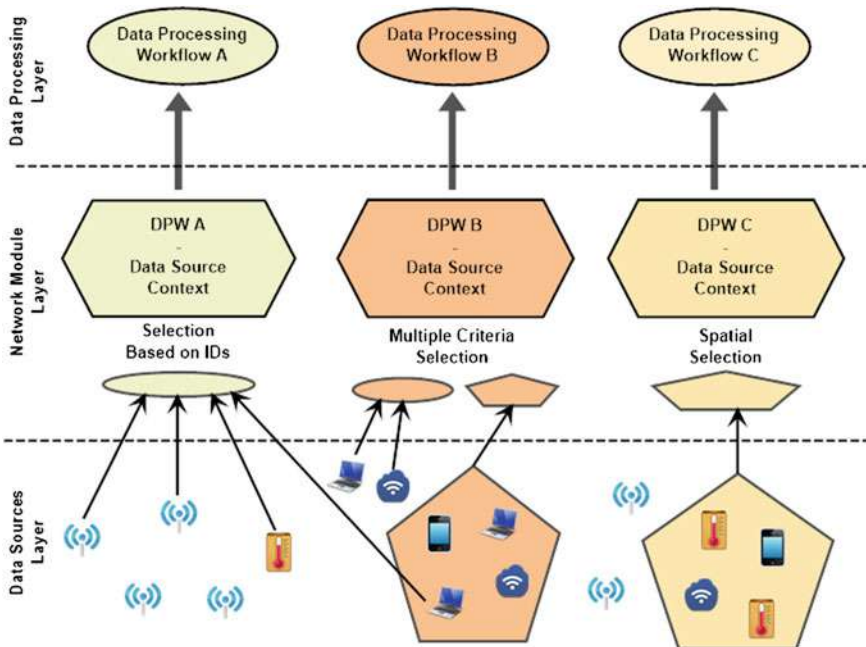 Data Processing
Layer
Data Processing
Workflow A
Data Processing
Workflow B
Data Processing
Workflow C
Network Module
Layer
DPW A
-
Data Source
Context
DPW B
-
Data Source
Context
DPW C
-
Data Source
Context
Selection
Based on IDs
Multiple Criteria
Selection
Spatial
Selection
Data Sources
Layer